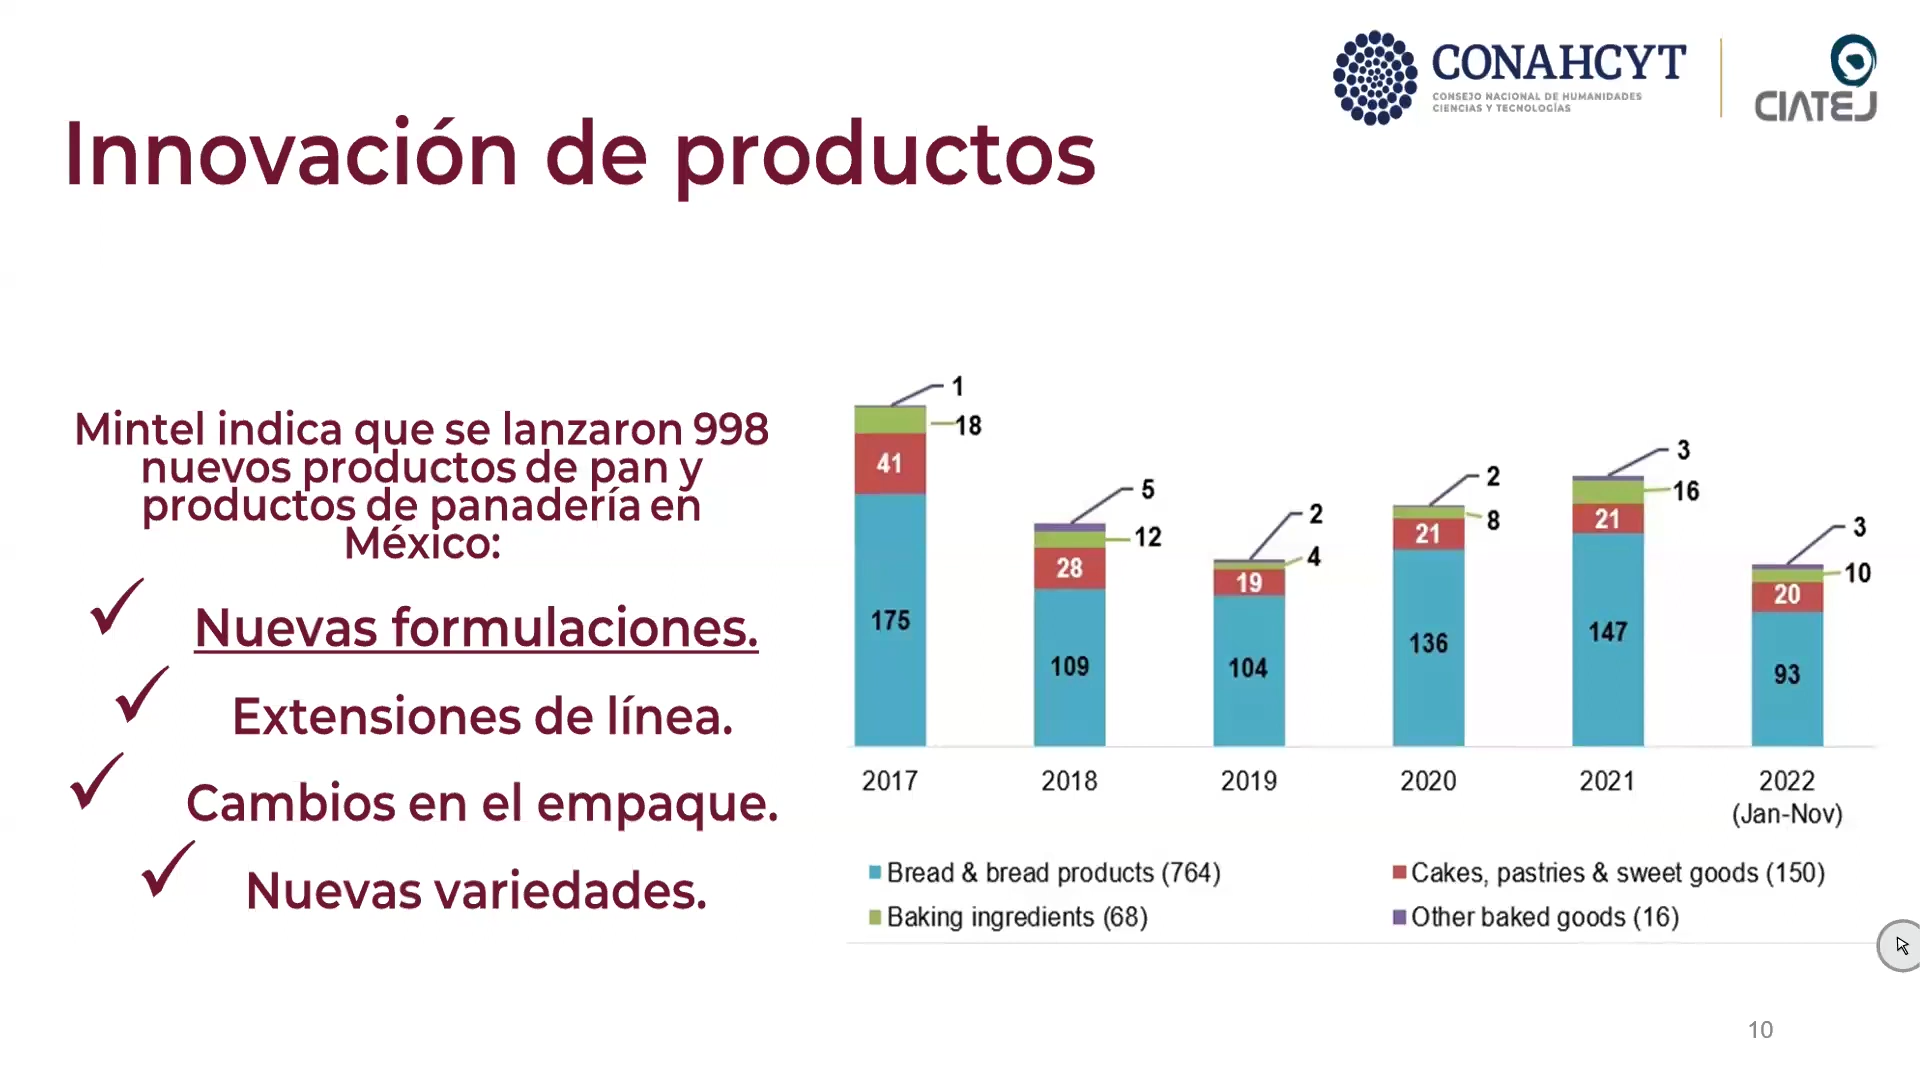 CONAHCYT
CONSEJO NACIONAL DE HUMANIDADES
CIENCIAS Y TECNOLOGÍAS
CIATEJ
Innovación de productos
Mintel indica que se lanzaron 998
nuevos productos de pan y
productos de panadería en
México:
Nuevas formulaciones.
Extensiones de línea.
Cambios en el empaque.
Nuevas variedades.
1
18
41
175
5
12
28
109
2
4
19
104
2
8
21
136
3
16
21
147
3
10
20
93
2017 2018 2019 2020 2021 2022
(Jan-Nov)
Bread & bread products (764) Cakes, pastries & sweet goods (150)
Baking ingredients (68) Other baked goods (16)
10